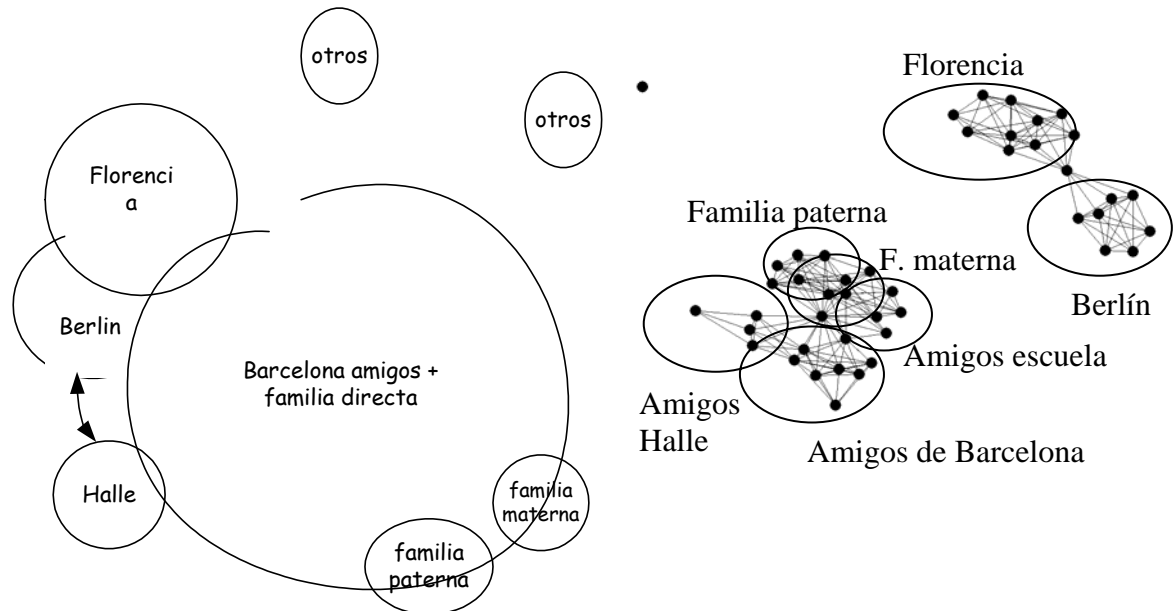 otros
otros
Florenci
a
Berlin
Barcelona amigos +
familia directa
Halle
familia
materna
familia
paterna
Florencia
Familia paterna
F. materna
Berlín
Amigos escuela
Amigos
Halle
Amigos de Barcelona